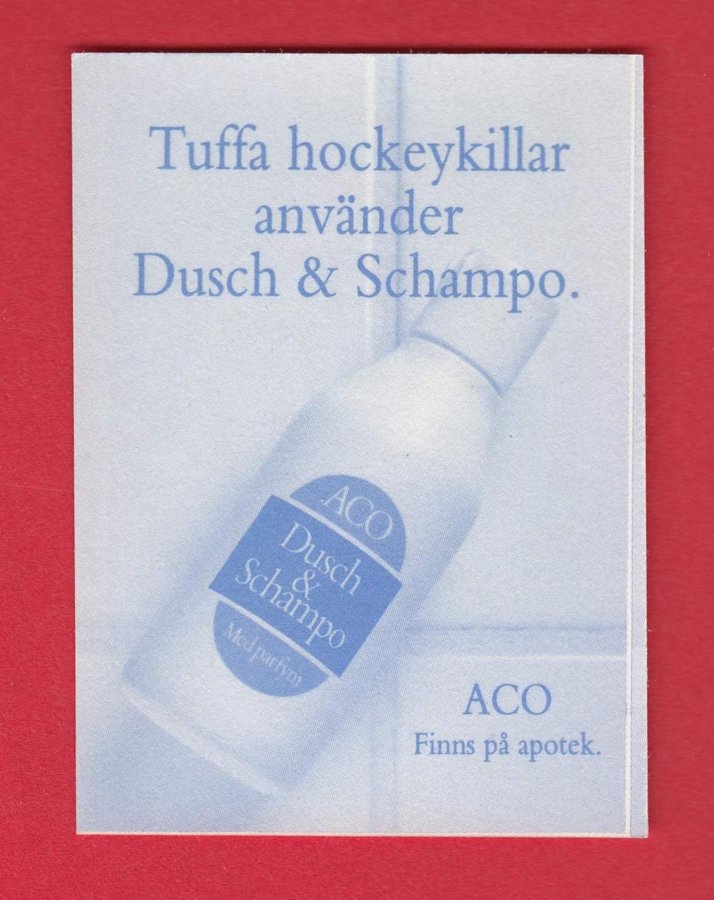 Tuffa hockeykillar
använder
Dusch & Schampo.
ACO
Dusch
&
Schampo
Med parfym
ACO
Finns på apotek.